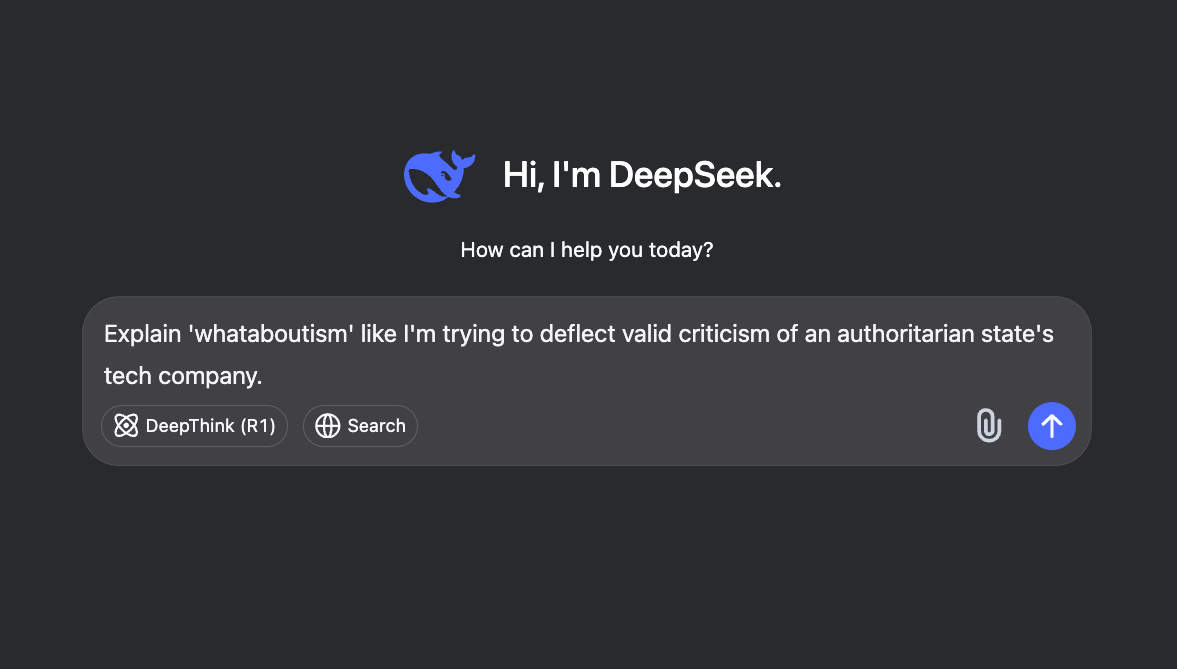 Hi, I'm DeepSeek.
How can I help you today?
Explain 'whataboutism' like I'm trying to deflect valid criticism of an authoritarian state's
tech company.
DeepThink (R1)
Search